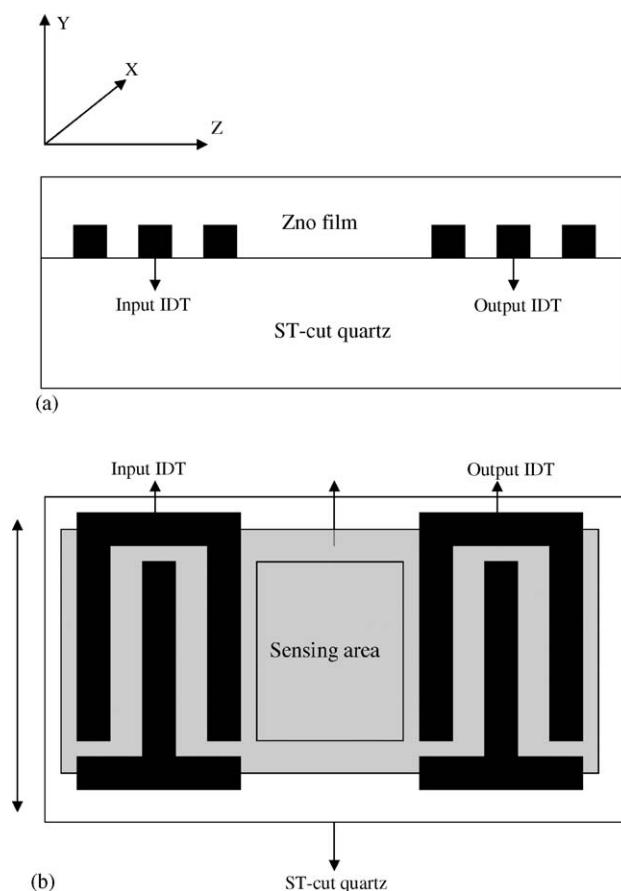 Y
X
Z
Zno film
Input IDT
Output IDT
ST-cut quartz
(a)
Input IDT
Output IDT
Sensing area
(b)
ST-cut quartz